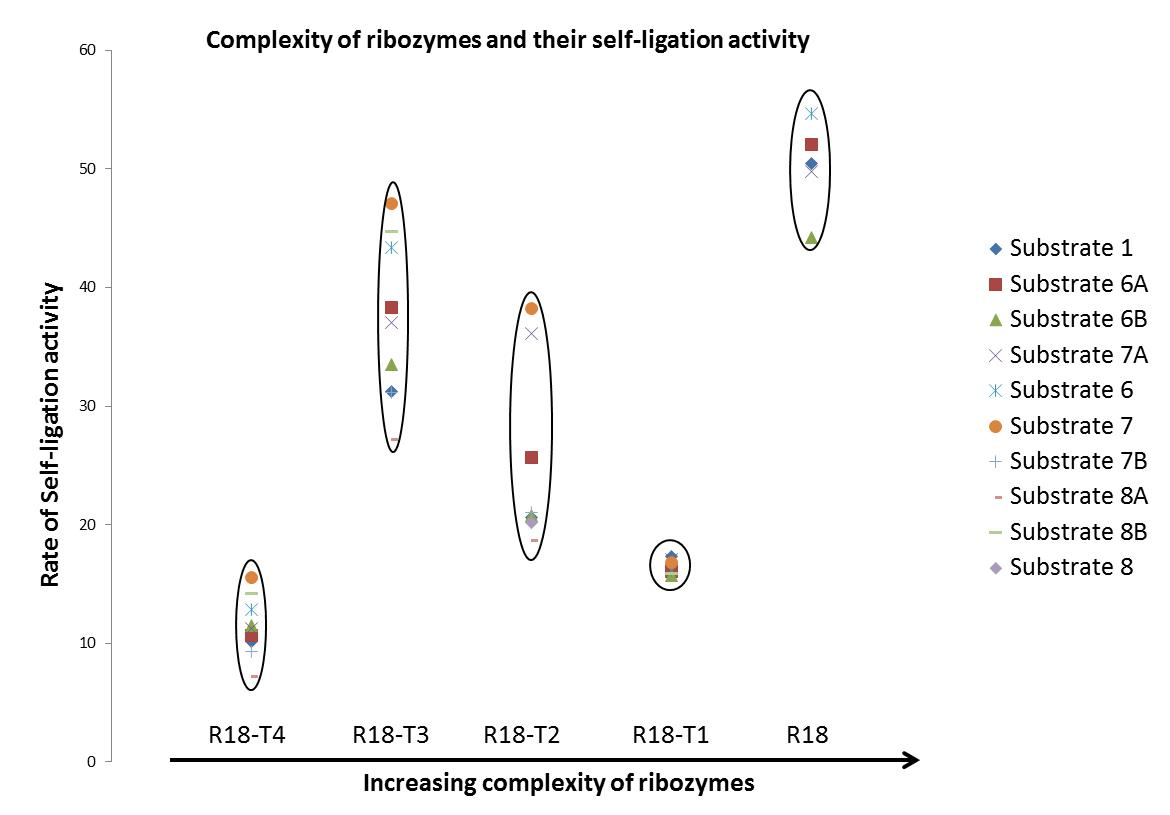 Complexity of ribozymes and their self-ligation activity
60
50
40
30
20
10
0
Rate of Self-ligation activity
R18-T4 R18-T3 R18-T2 R18-T1 R18
Increasing complexity of ribozymes
Substrate 1
Substrate 6A
Substrate 6B
Substrate 7A
Substrate 6
Substrate 7
Substrate 7B
Substrate 8A
Substrate 8B
Substrate 8